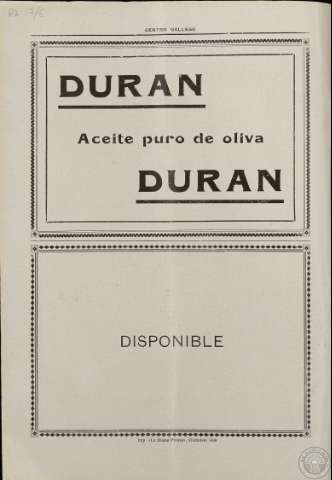 CENTRO GALLEGO
DURAN
Aceite puro de oliva
DURAN
DISPONIBLE